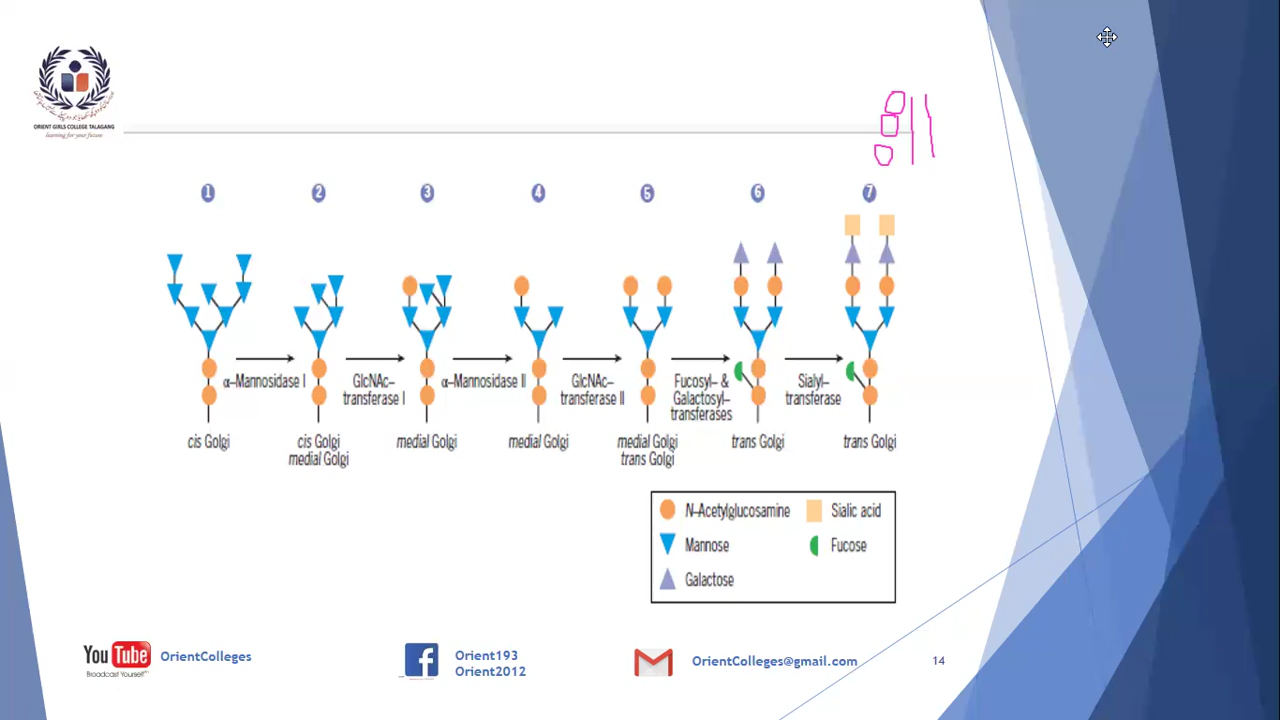 ORIENT GIRLS COLLEGE TALAGANG
learning for your future
1 2 3 4 5 6 7
α–Mannosidase I
GlcNAc–
transferase I
α–Mannosidase II
GlcNAc–
transferase II
Fucosyl– &
Galactosyl–
transferases
Sialyl–
transferase
cis Golgi
cis Golgi
medial Golgi
medial Golgi
medial Golgi
medial Golgi
trans Golgi
trans Golgi
trans Golgi
N–Acetylglucosamine
Sialic acid
Mannose
Fucose
Galactose
You Tube
Broadcast Yourself
OrientColleges
f
Orient193
Orient2012
OrientColleges@gmail.com
14